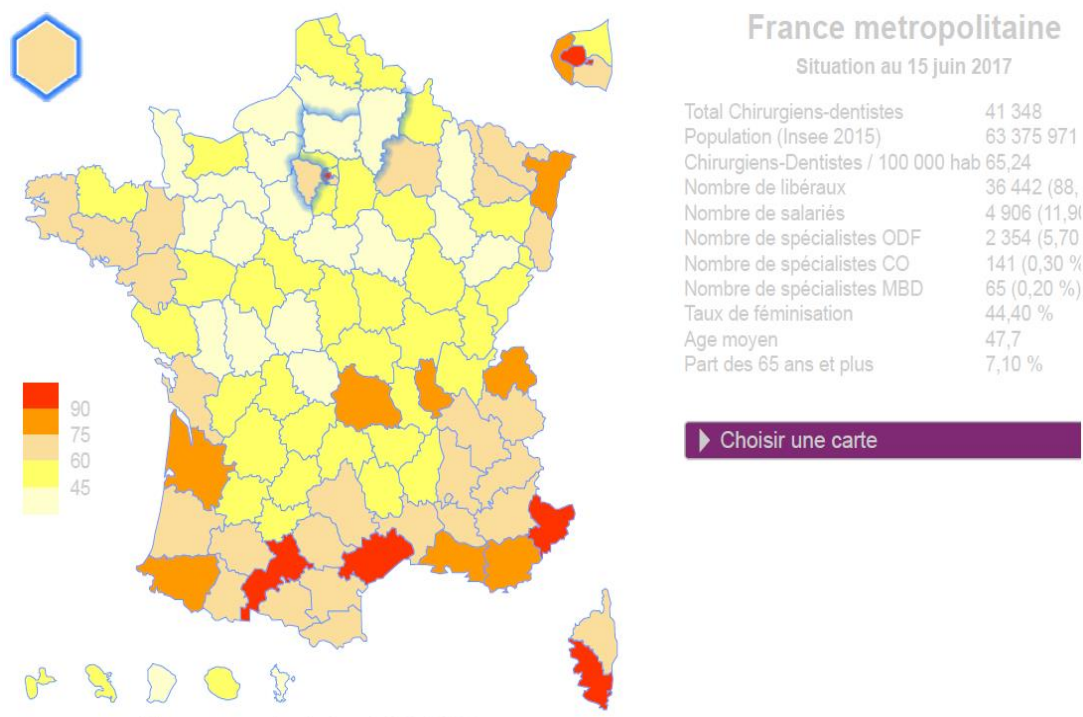 France metropolitaine
Situation au 15 juin 2017
Total Chirurgiens-dentistes 41 348
Population (Insee 2015) 63 375 971
Chirurgiens-Dentistes / 100 000 hab 65,24
Nombre de libéraux 36 442 (88,
Nombre de salariés 4 906 (11,90
Nombre de spécialistes ODF 2 354 (5,70
Nombre de spécialistes CO 141 (0,30 %
Nombre de spécialistes MBD 65 (0,20 %)
Taux de féminisation 44,40 %
Age moyen 47,7
Part des 65 ans et plus 7,10 %
Choisir une carte
90
75
60
45